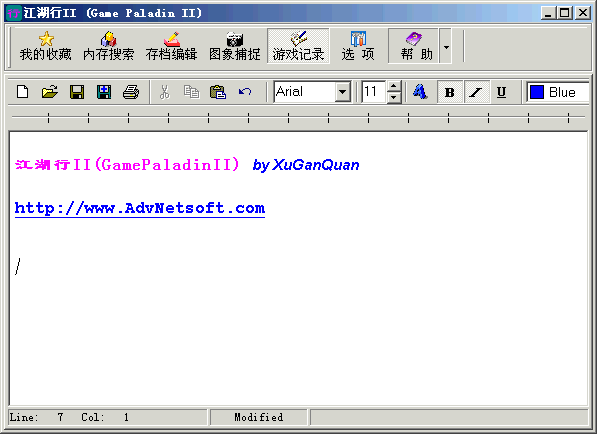 江湖行II (Game Paladin II)
我的收藏 内存搜索 存档编辑 图象捕捉 游戏记录 选 项 帮 助
Arial 11 B I U Blue
江湖行II(GamePaladinII) by XuGanQuan
http://www.AdvNetsoft.com
Line: 7 Col: 1 Modified